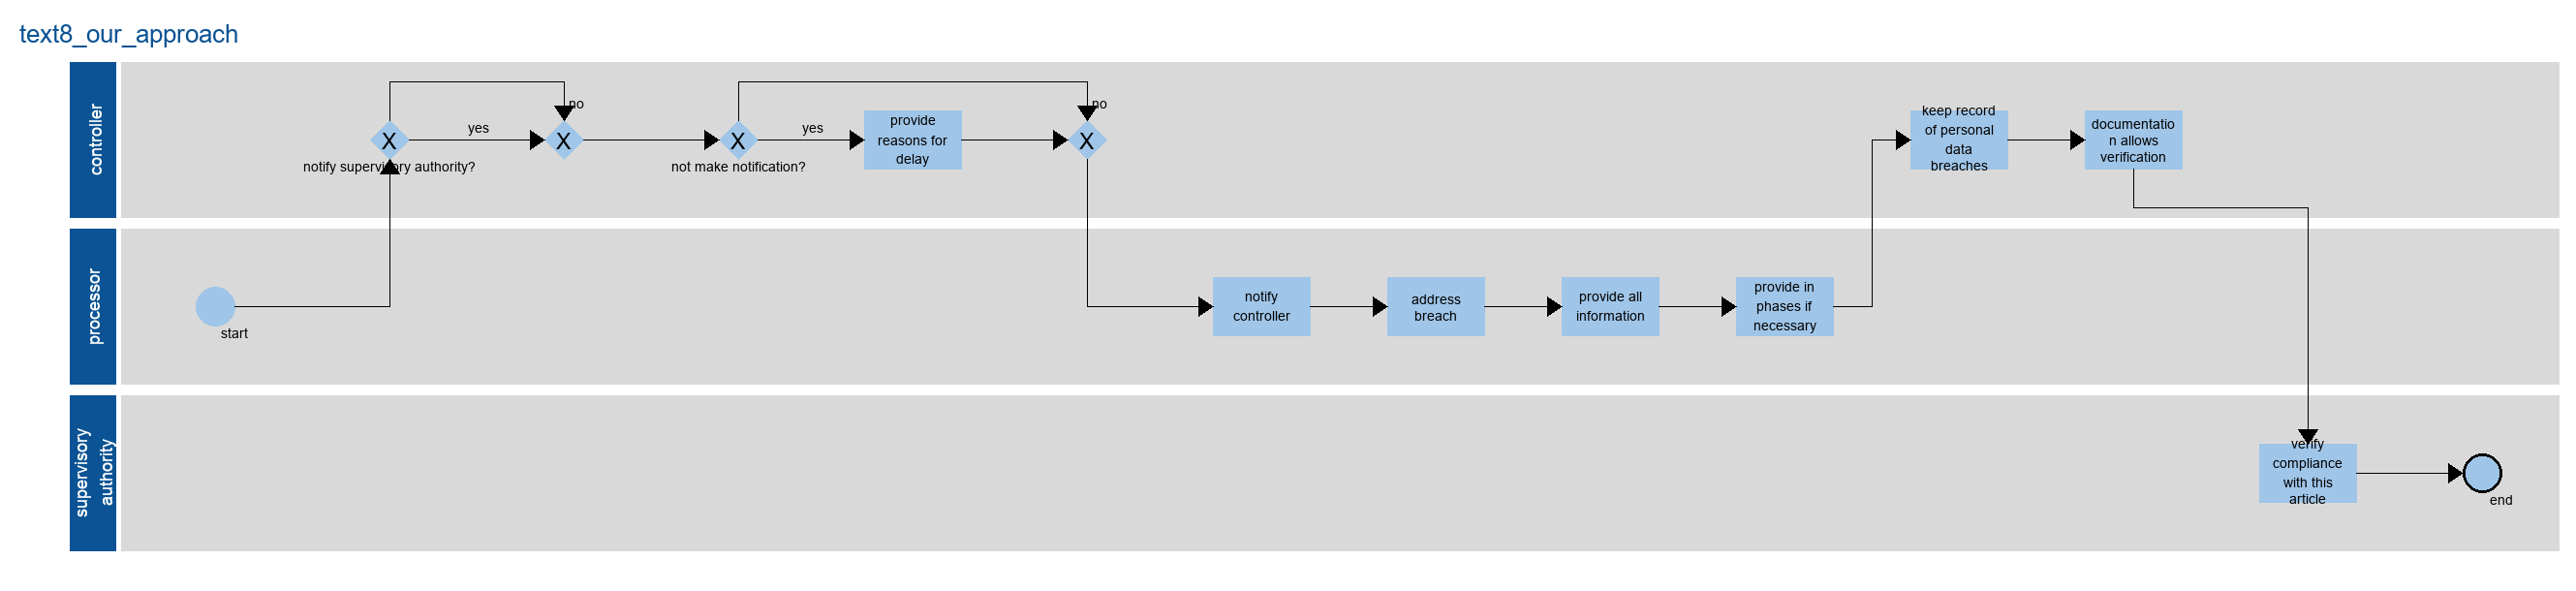 text8_our_approach
controller
no
no
yes
yes
X
X
X
X
notify supervisory authority?
not make notification?
provide
reasons for
delay
keep record
of personal
data
breaches
documentatio
n allows
verification
processor
start
notify
controller
address
breach
provide all
information
provide in
phases if
necessary
supervisory
authority
verify
compliance
with this
article
end